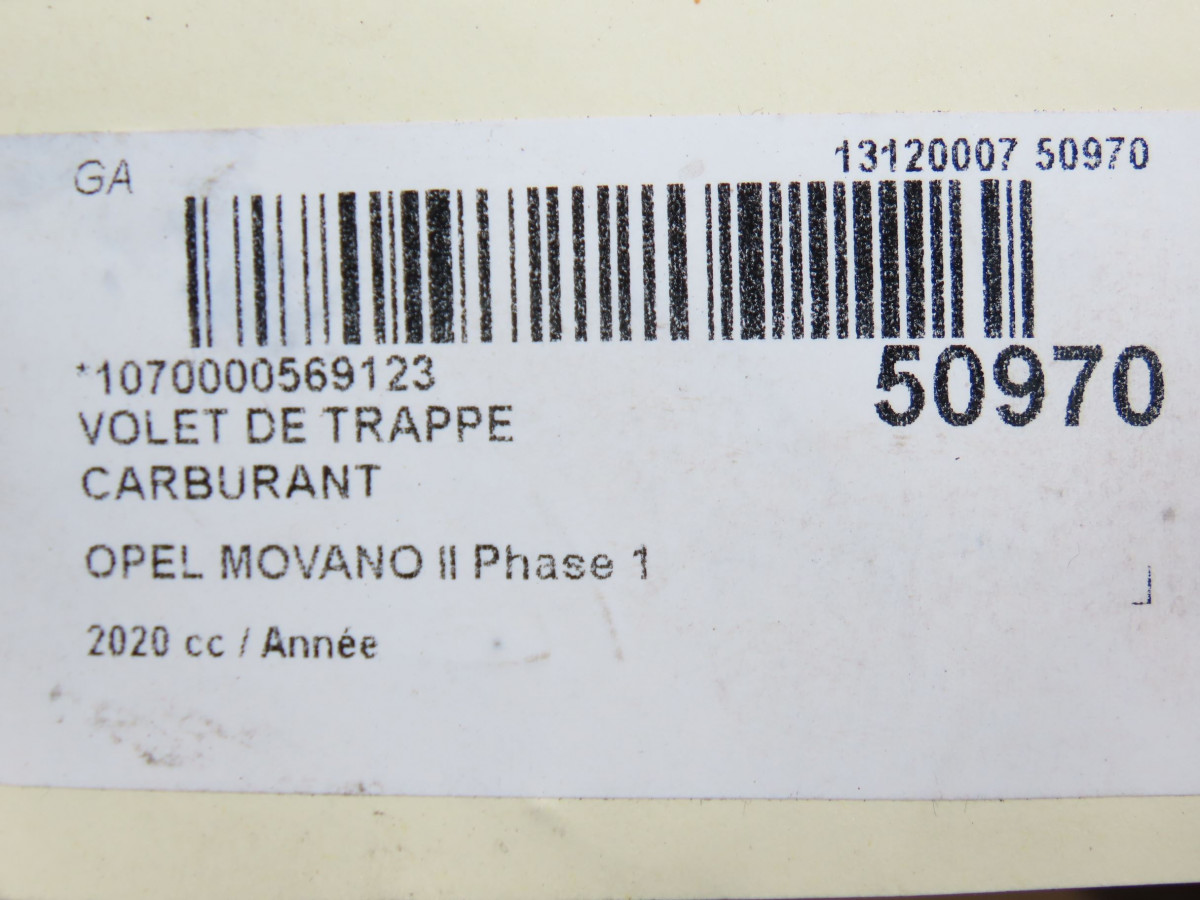 GA
13120007 50970
*1070000569123
50970
VOLET DE TRAPPE
CARBURANT
OPEL MOVANO II Phase 1
2020 cc / Année